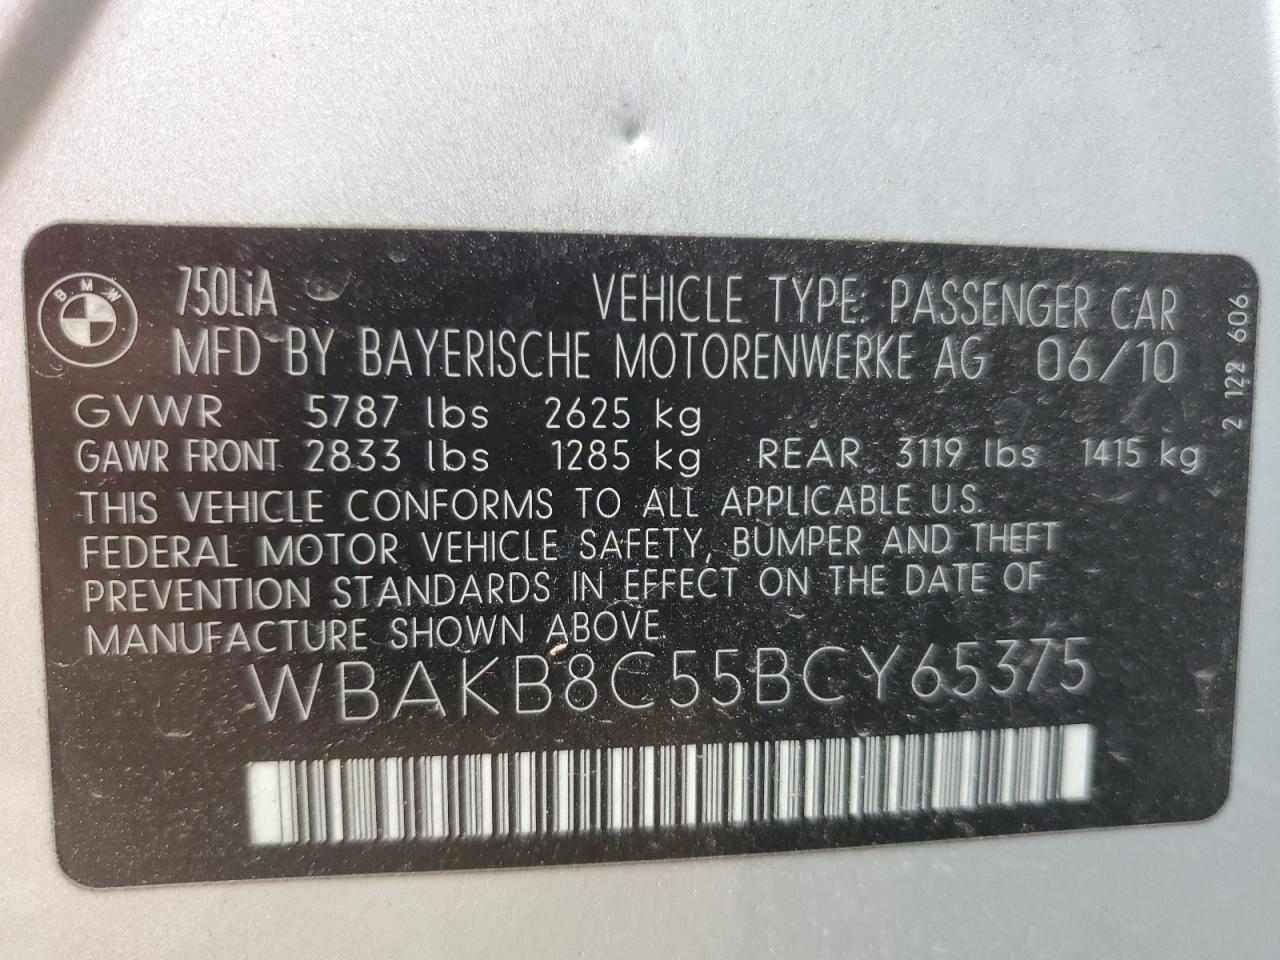 BMW
750LiA VEHICLE TYPE: PASSENGER CAR
MFD BY BAYERISCHE MOTORENWERKE AG 06/10
GVWR 5787 lbs 2625 kg
GAWR FRONT 2833 lbs 1285 kg REAR 3119 lbs 1415 kg
THIS VEHICLE CONFORMS TO ALL APPLICABLE U.S.
FEDERAL MOTOR VEHICLE SAFETY, BUMPER AND THEFT
PREVENTION STANDARDS IN EFFECT ON THE DATE OF
MANUFACTURE SHOWN ABOVE.
WBAKB8C55BCY65375
2 122 606